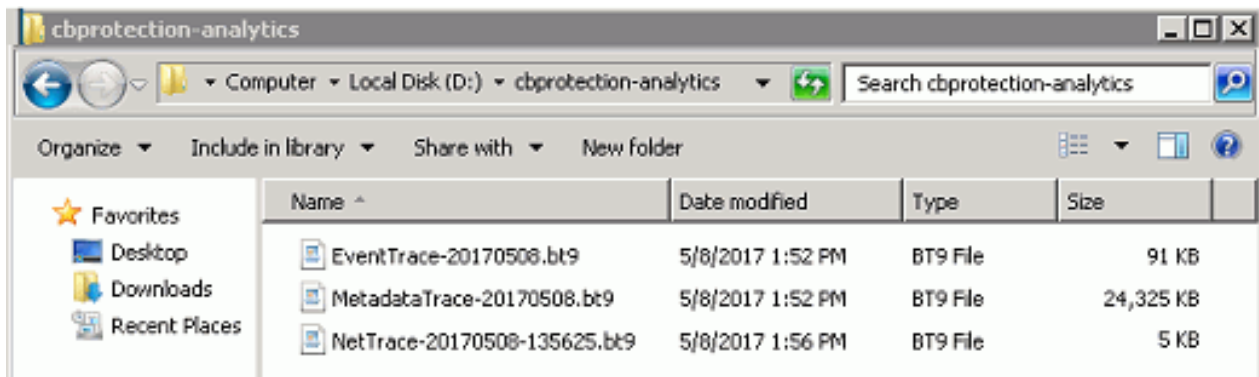 cbprotection-analytics
Computer Local Disk (D:) cbprotection-analytics Search cbprotection-analytics
Organize Include in library Share with New folder
Favorites Name Date modified Type Size
Desktop EventTrace-20170508.bt9 5/8/2017 1:52 PM BT9 File 91 KB
Downloads MetadataTrace-20170508.bt9 5/8/2017 1:52 PM BT9 File 24,325 KB
Recent Places NetTrace-20170508-135625.bt9 5/8/2017 1:56 PM BT9 File 5 KB